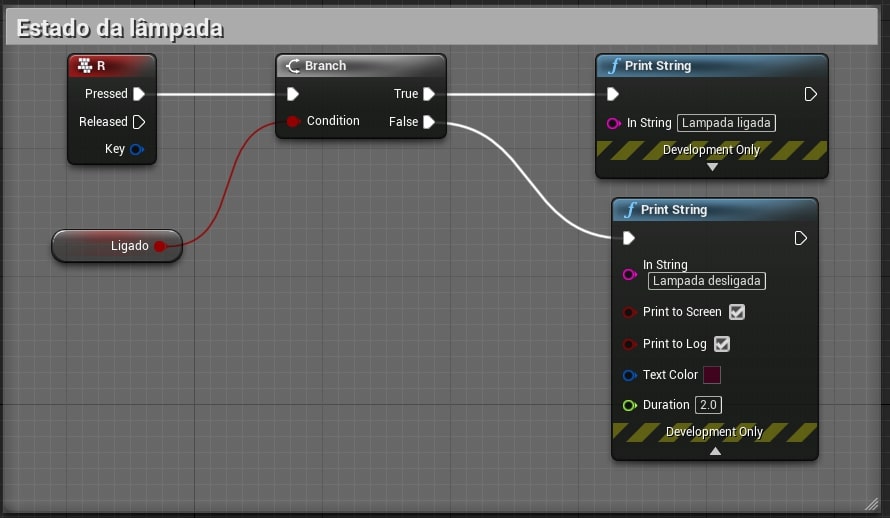 Estado da lâmpada
R
Pressed
Released
Key
Ligado
Branch
True
Condition
False
Print String
In String Lampada ligada
Development Only
Print String
In String
Lampada desligada
Print to Screen
Print to Log
Text Color
Duration 2.0
Development Only